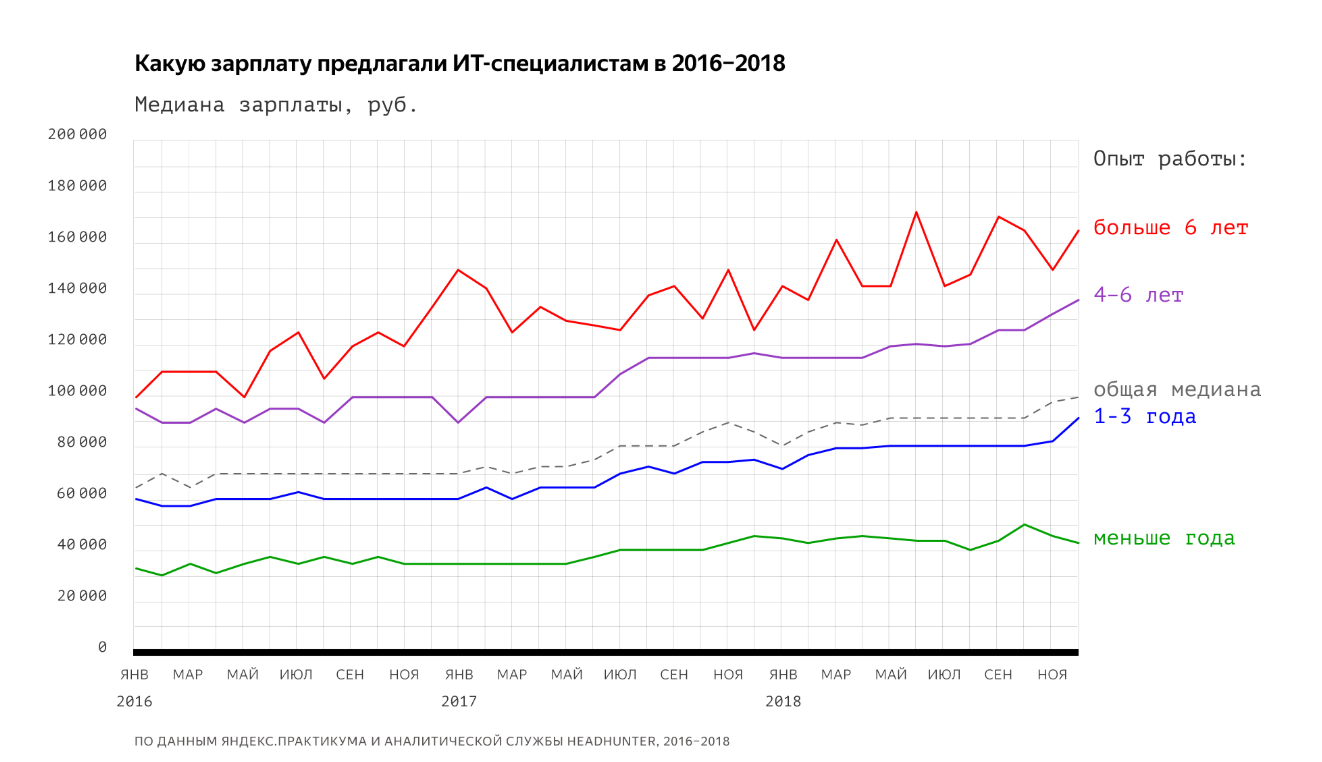 Какую зарплату предлагали ИТ-специалистам в 2016–2018
Медиана зарплаты, руб.
200 000
180 000
160 000
140 000
120 000
100 000
80 000
60 000
40 000
20 000
0
Опыт работы:
больше 6 лет
4–6 лет
общая медиана
1-3 года
меньше года
ЯНВ МАР МАЙ ИЮЛ СЕН НОЯ ЯНВ МАР МАЙ ИЮЛ СЕН НОЯ ЯНВ МАР МАЙ ИЮЛ СЕН НОЯ
2016 2017 2018
ПО ДАННЫМ ЯНДЕКС.ПРАКТИКУМА И АНАЛИТИЧЕСКОЙ СЛУЖБЫ HEADHUNTER, 2016–2018